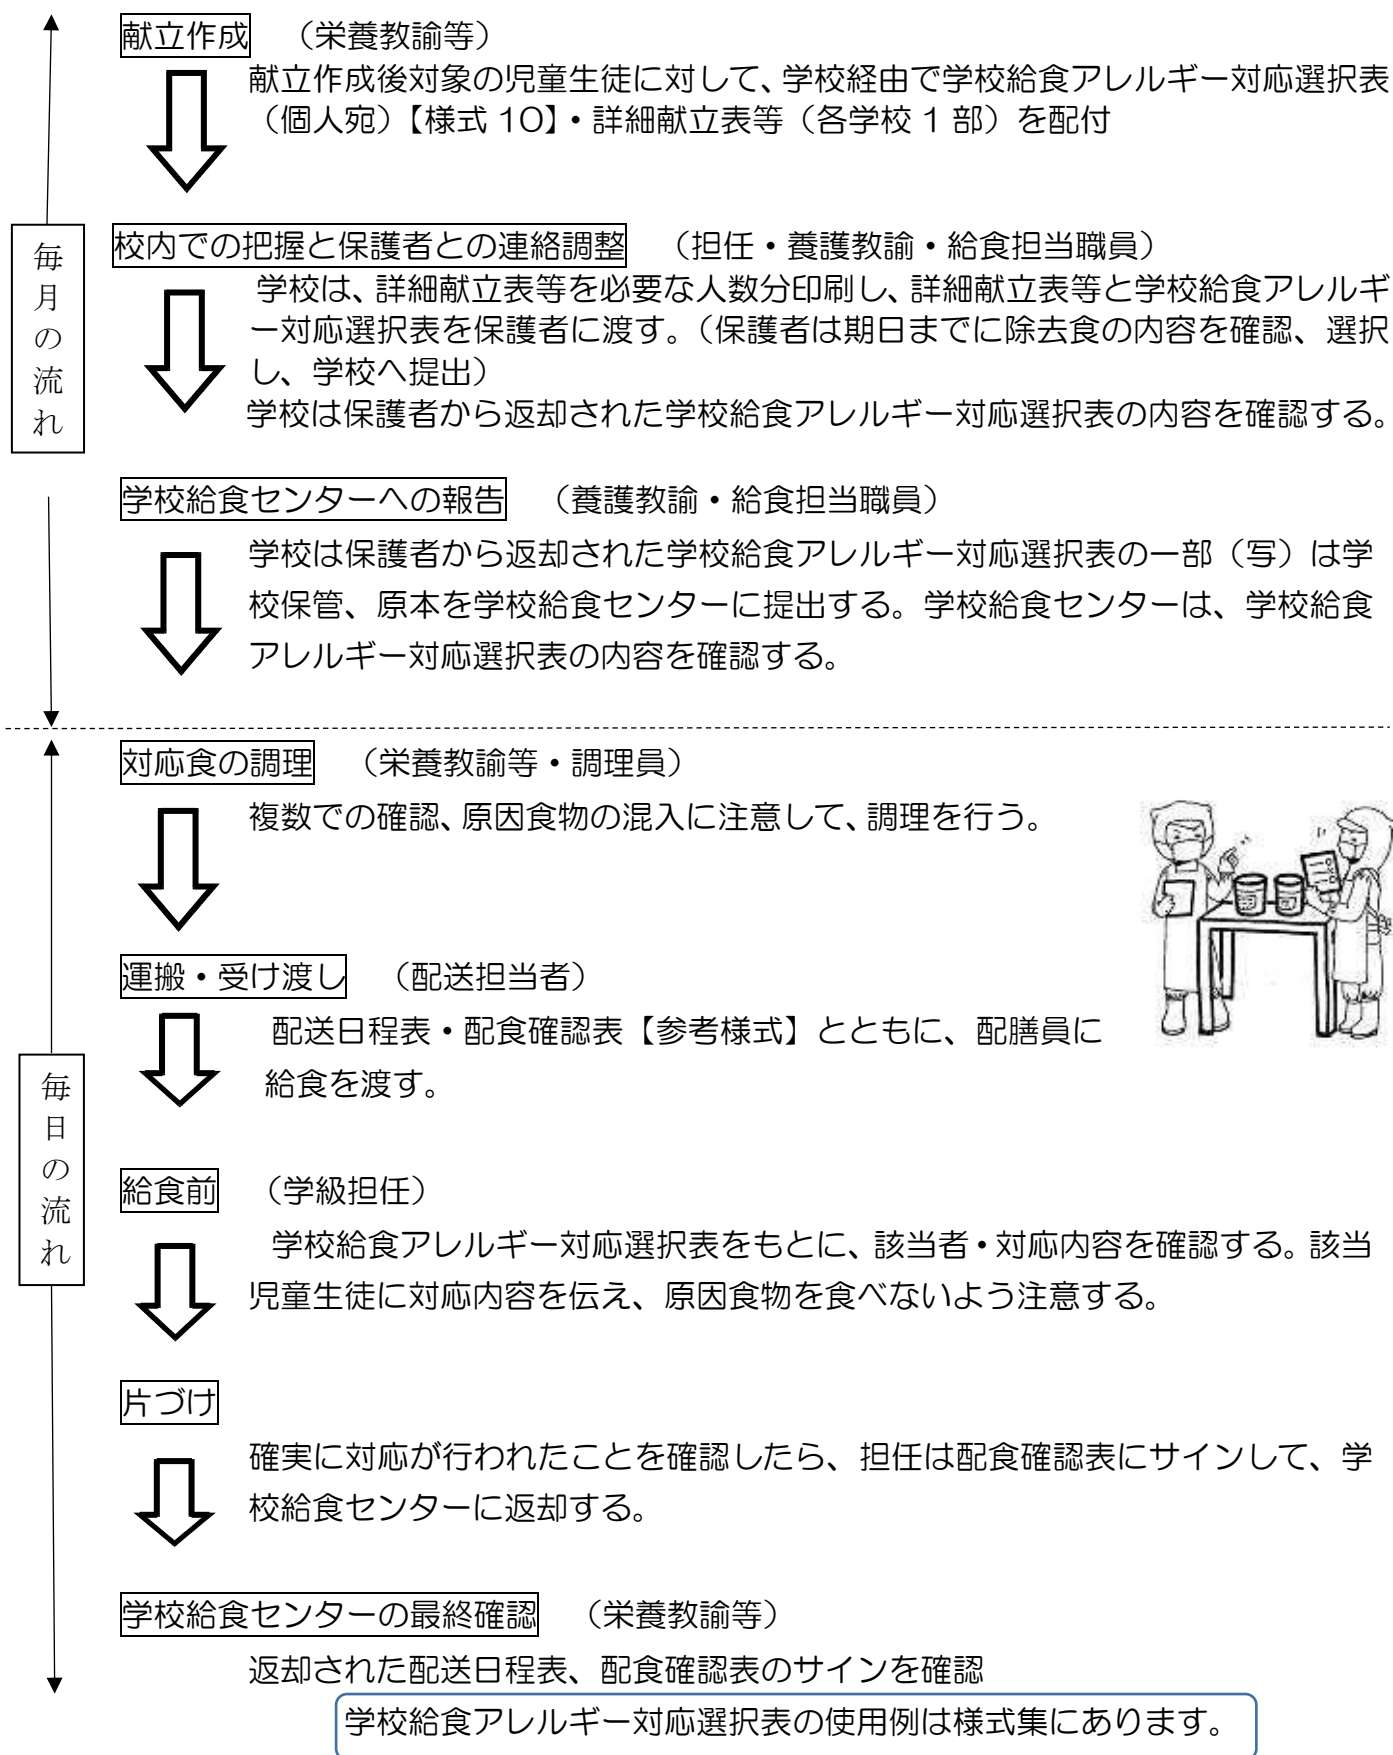 献立作成　（栄養教諭等）
献立作成後対象の児童生徒に対して、学校経由で学校給食アレルギー対応選択表
（個人宛）【様式 10】・詳細献立表等（各学校 1 部）を配付
毎月の流れ
校内での把握と保護者との連絡調整　（担任・養護教諭・給食担当職員）
学校は、詳細献立表等を必要な人数分印刷し、詳細献立表等と学校給食アレルギ
ー対応選択表を保護者に渡す。（保護者は期日までに除去食の内容を確認、選択
し、学校へ提出）
学校は保護者から返却された学校給食アレルギー対応選択表の内容を確認する。
学校給食センターへの報告　（養護教諭・給食担当職員）
学校は保護者から返却された学校給食アレルギー対応選択表の一部（写）は学
校保管、原本を学校給食センターに提出する。学校給食センターは、学校給食
アレルギー対応選択表の内容を確認する。
対応食の調理　（栄養教諭等・調理員）
複数での確認、原因食物の混入に注意して、調理を行う。
運搬・受け渡し　（配送担当者）
配送日程表・配食確認表【参考様式】とともに、配膳員に
給食を渡す。
毎日の流れ
給食前　（学級担任）
学校給食アレルギー対応選択表をもとに、該当者・対応内容を確認する。該当
児童生徒に対応内容を伝え、原因食物を食べないよう注意する。
片づけ
確実に対応が行われたことを確認したら、担任は配食確認表にサインして、学
校給食センターに返却する。
学校給食センターの最終確認　（栄養教諭等）
返却された配送日程表、配食確認表のサインを確認
学校給食アレルギー対応選択表の使用例は様式集にあります。